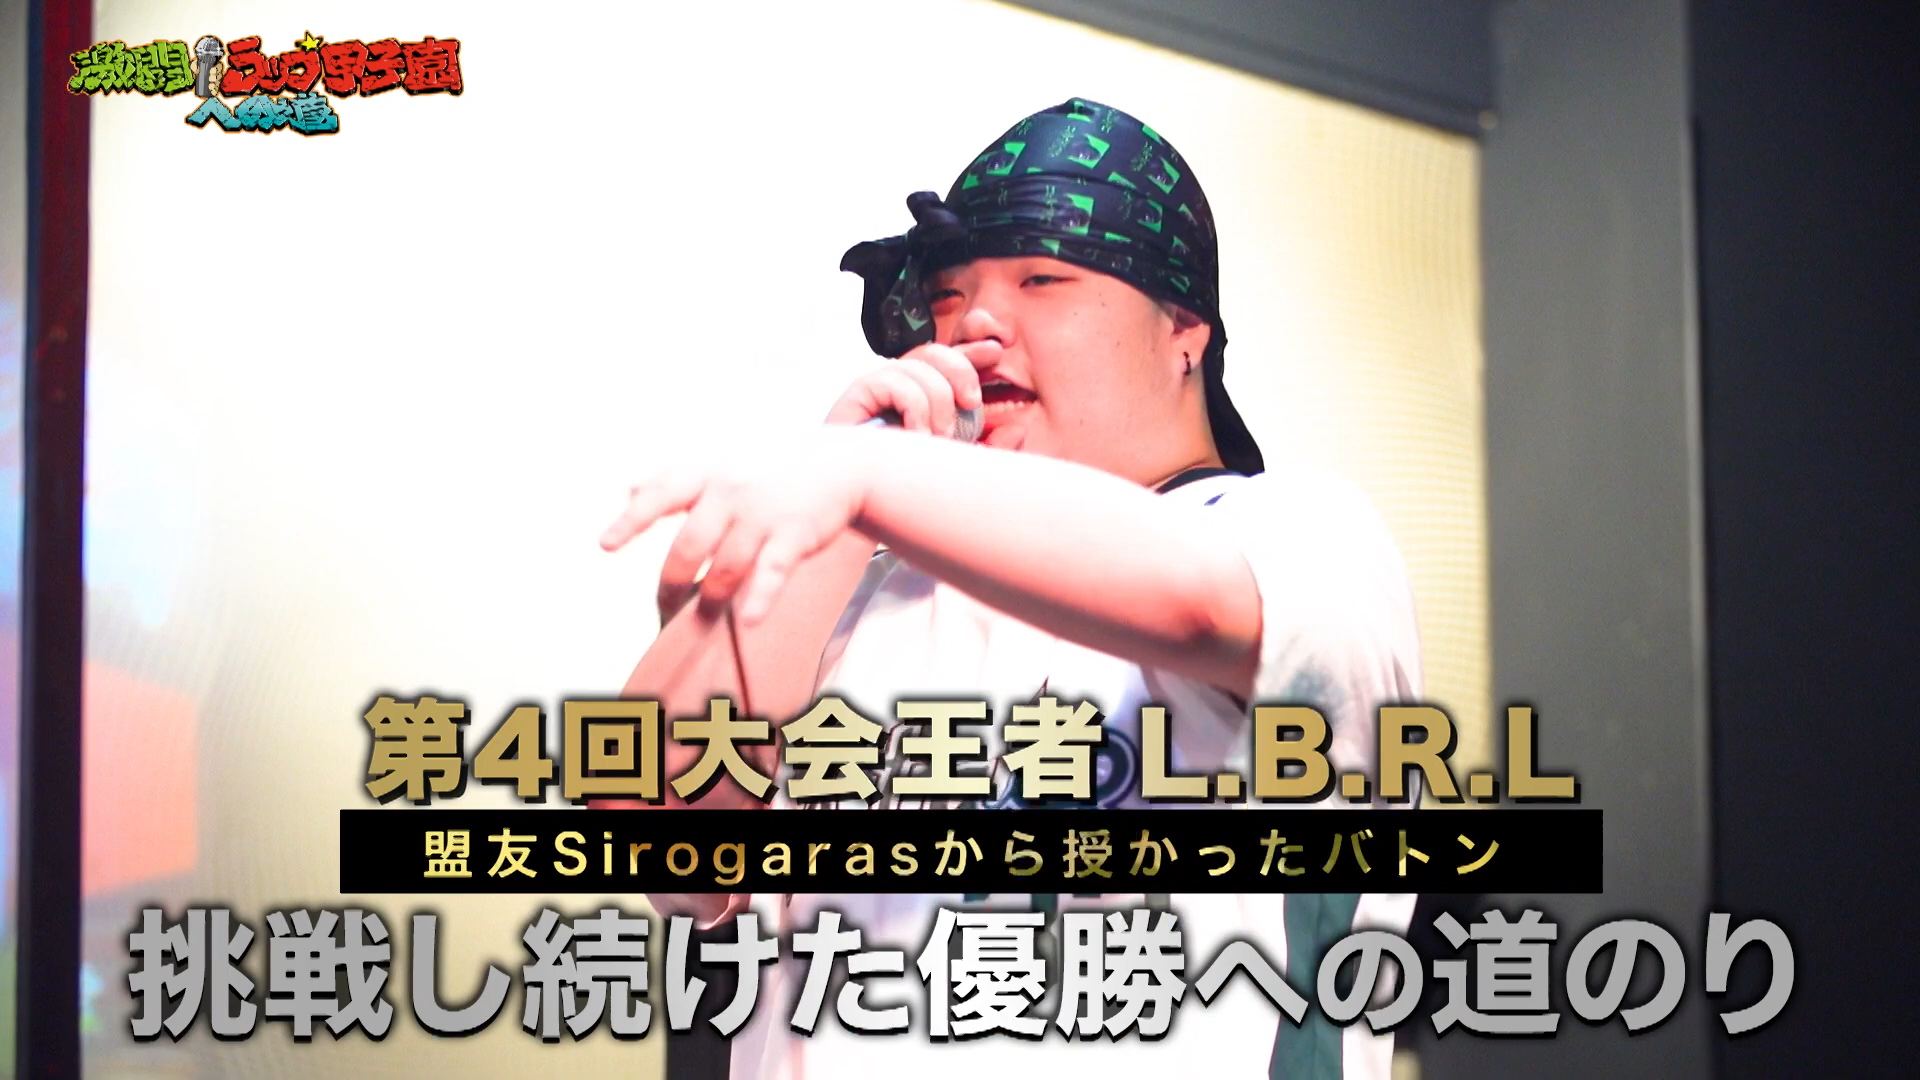 激闘！ラップ甲子園
への道
第4回大会王者 L.B.R.L
盟友Sirogarasから授かったバトン
挑戦し続けた優勝への道のり